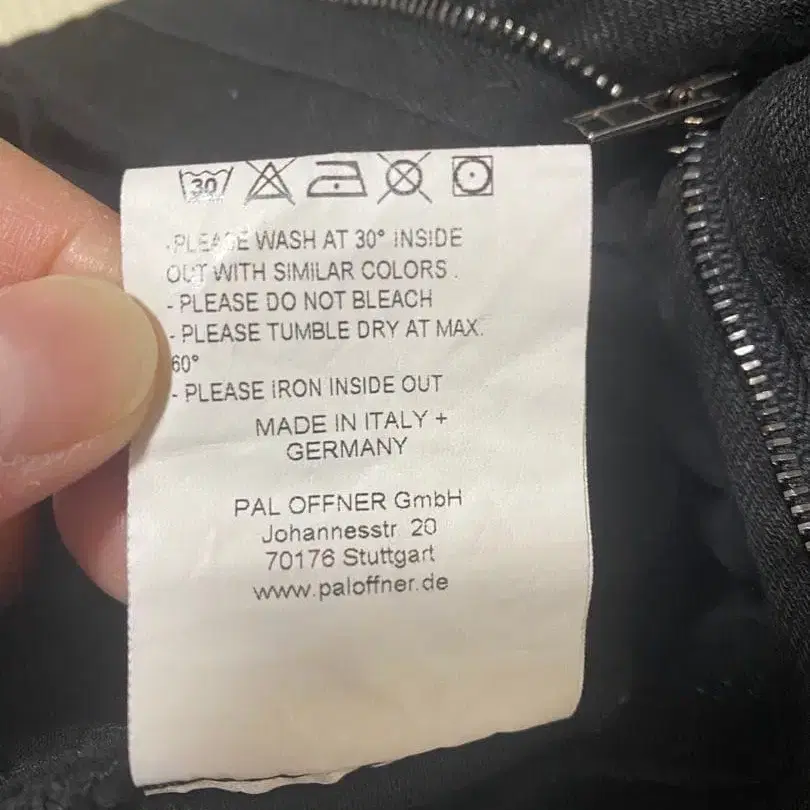 30
- PLEASE WASH AT 30° INSIDE
OUT WITH SIMILAR COLORS .
- PLEASE DO NOT BLEACH
- PLEASE TUMBLE DRY AT MAX.
60°
- PLEASE IRON INSIDE OUT
MADE IN ITALY +
GERMANY
PAL OFFNER GmbH
Johannesstr 20
70176 Stuttgart
www.paloffner.de